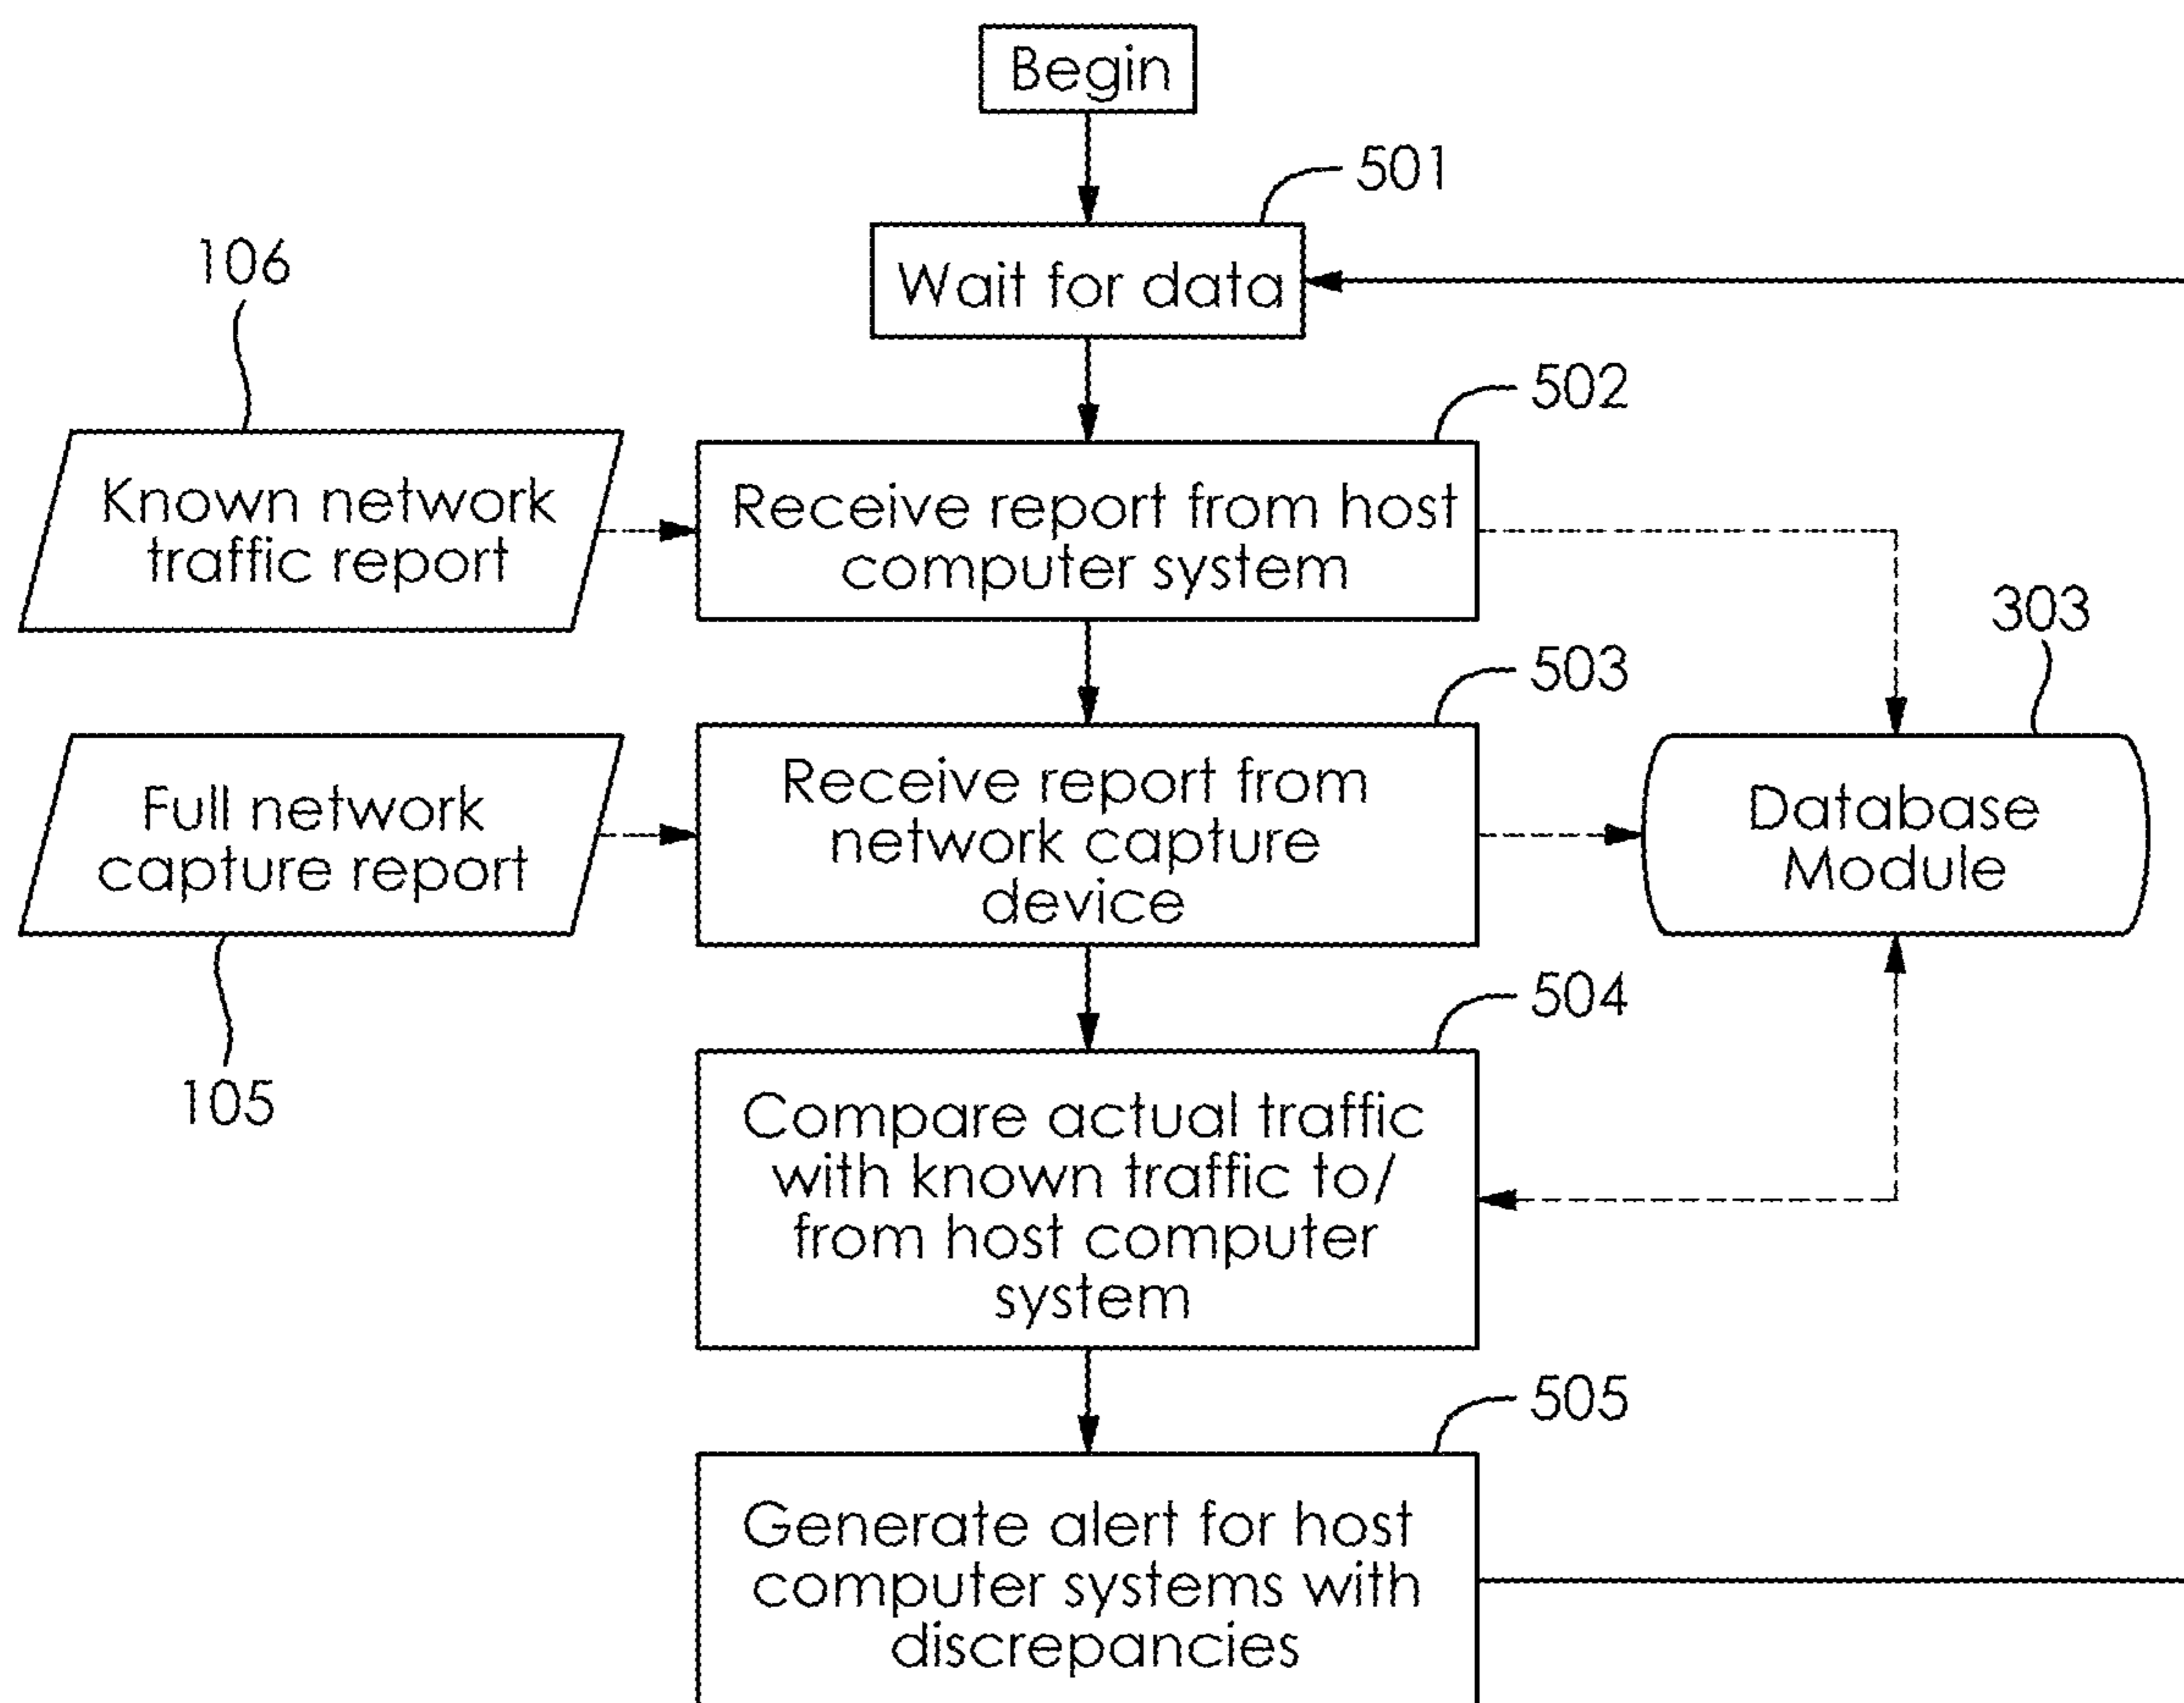 Begin
501
Wait for data
106
502
Known network
traffic report
Receive report from host
computer system
303
503
Full network
capture report
Receive report from
network capture
device
Database
Module
105
504
Compare actual traffic
with known traffic to/
from host computer
system
505
Generate alert for host
computer systems with
discrepancies